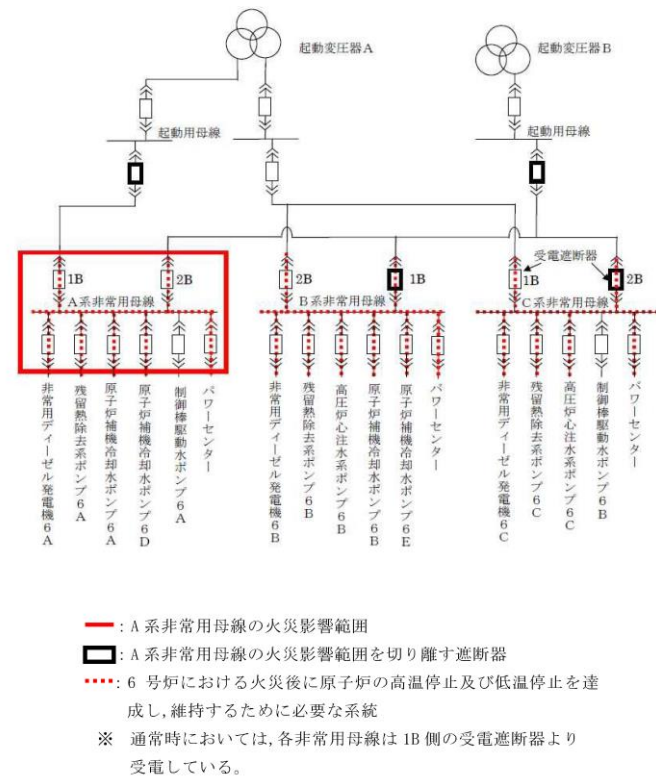 起動変圧器A
起動変圧器B
起動用母線
起動用母線
受電遮断器
1B
2B
2B
1B
1B
2B
A系非常用母線
B系非常用母線
C系非常用母線
非常用ディーゼル発電機6A
残留熱除去系ポンプ6A
原子炉補機冷却水ポンプ6A
原子炉補機冷却水ポンプ6D
制御棒駆動水ポンプ6A
パワーセンター
非常用ディーゼル発電機6B
残留熱除去系ポンプ6B
高圧炉心注水系ポンプ6B
原子炉補機冷却水ポンプ6B
原子炉補機冷却水ポンプ6E
パワーセンター
非常用ディーゼル発電機6C
残留熱除去系ポンプ6C
高圧炉心注水系ポンプ6C
制御棒駆動水ポンプ6B
パワーセンター
:A系非常用母線の火災影響範囲
:A系非常用母線の火災影響範囲を切り離す遮断器
:6 号炉における火災後に原子炉の高温停止及び低温停止を達
成し,維持するために必要な系統
※ 通常時においては,各非常用母線は1B側の受電遮断器より
受電している。